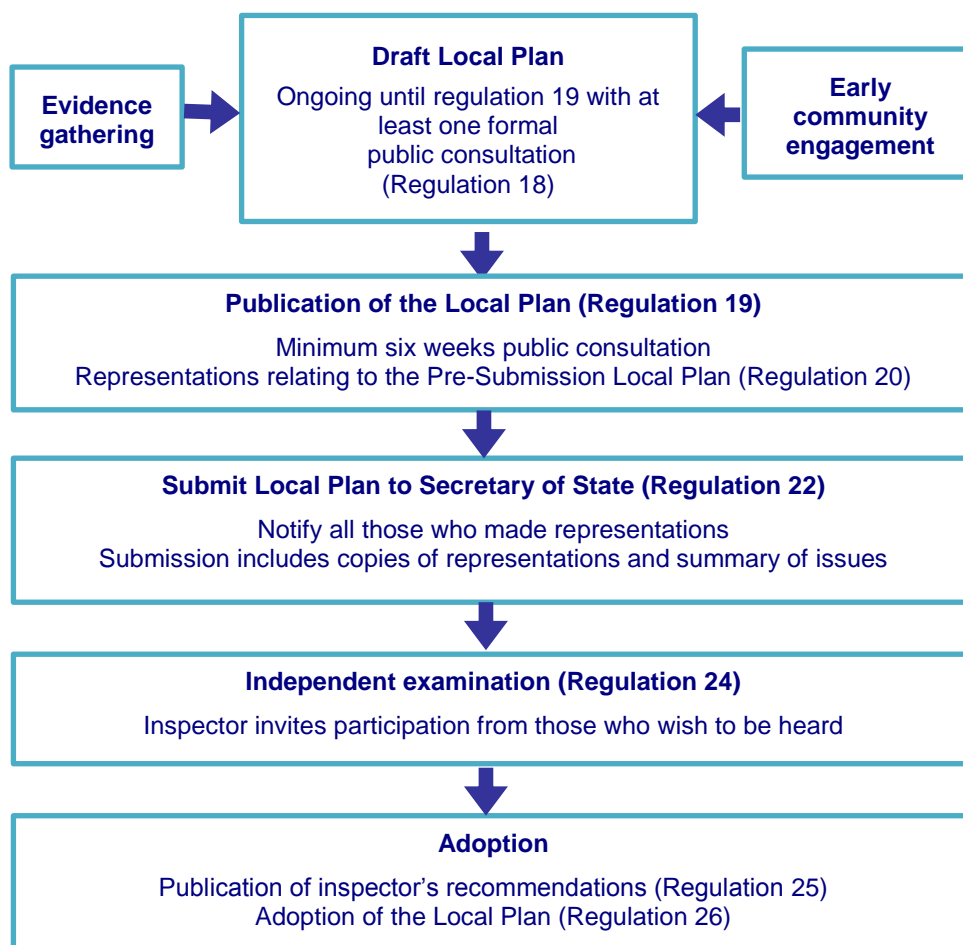 Evidence
gathering
Draft Local Plan
Ongoing until regulation 19 with at
least one formal
public consultation
(Regulation 18)
Early
community
engagement
Publication of the Local Plan (Regulation 19)
Minimum six weeks public consultation
Representations relating to the Pre-Submission Local Plan (Regulation 20)
Submit Local Plan to Secretary of State (Regulation 22)
Notify all those who made representations
Submission includes copies of representations and summary of issues
Independent examination (Regulation 24)
Inspector invites participation from those who wish to be heard
Adoption
Publication of inspector’s recommendations (Regulation 25)
Adoption of the Local Plan (Regulation 26)